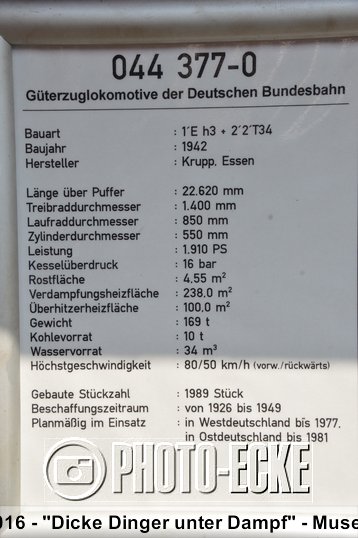 044 377-0
Güterzuglokomotive der Deutschen Bundesbahn
Bauart : 1´E h3 + 2´2´T34
Baujahr : 1942
Hersteller : Krupp. Essen
Länge über Puffer : 22.620 mm
Treibraddurchmesser : 1.400 mm
Laufraddurchmesser : 850 mm
Zylinderdurchmesser : 550 mm
Leistung : 1.910 PS
Kesselüberdruck : 16 bar
Rostfläche : 4.55 m²
Verdampfungsheizfläche : 238.0 m²
Überhitzerheizfläche : 100.0 m²
Gewicht : 169 t
Kohlevorrat : 10 t
Wasservorrat : 34 m³
Höchstgeschwindigkeit : 80/50 km/h (vorw./rückwärts)
Gebaute Stückzahl : 1989 Stück
Beschaffungszeitraum : von 1926 bis 1949
Planmäßig im Einsatz : in Westdeutschland bis 1977.
in Ostdeutschland bis 1981
PHOTO-ECKE
016 - "Dicke Dinger unter Dampf" - Muse